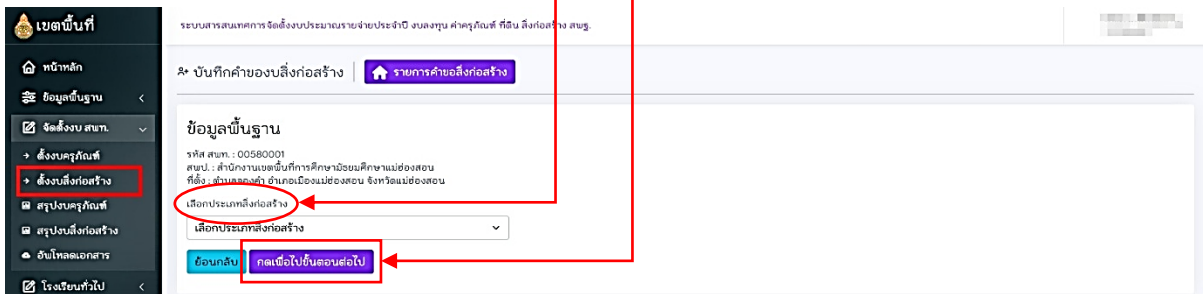 เขตพื้นที่
ระบบสารสนเทศการจัดตั้งงบประมาณรายจ่ายประจำปี งบลงทุน ค่าครุภัณฑ์ ที่ดิน สิ่งก่อสร้าง สพฐ.
หน้าหลัก
ข้อมูลพื้นฐาน
จัดตั้งงบ สพท.
ตั้งงบครุภัณฑ์
ตั้งงบสิ่งก่อสร้าง
สรุปงบครุภัณฑ์
สรุปงบสิ่งก่อสร้าง
อัปโหลดเอกสาร
โรงเรียนทั่วไป
บันทึกคำของบสิ่งก่อสร้าง
รายการคำขอสิ่งก่อสร้าง
ข้อมูลพื้นฐาน
รหัส สพท. : 00580001
สพป. : สำนักงานเขตพื้นที่การศึกษามัธยมศึกษาแม่ฮ่องสอน
ที่ตั้ง : ตำบลจองคำ อำเภอเมืองแม่ฮ่องสอน จังหวัดแม่ฮ่องสอน
เลือกประเภทสิ่งก่อสร้าง
เลือกประเภทสิ่งก่อสร้าง
ย้อนกลับ
กดเพื่อไปขั้นตอนต่อไป